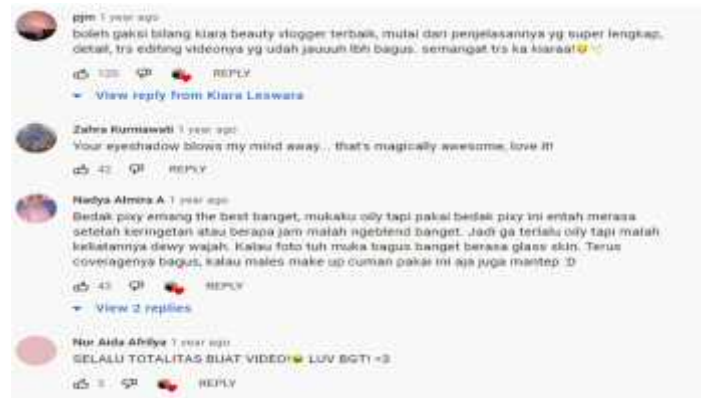 pjm 1 year ago
boleh gaksi bilang kiara beauty vlogger terbaik, mulai dari penjelasannya yg super lengkap,
detail, trs editing videonya yg udah jauuuh lbh bagus. semangat trs ka kiaraa!
128 REPLY
View reply from Kiara Leswara
Zahra Kurniawati 1 year ago
Your eyeshadow blows my mind away... that's magically awesome, love it!
42 REPLY
Nadya Almira A 1 year ago
Bedak pixy emang the best banget, mukaku oily tapi pakai bedak pixy ini entah merasa
setelah keringetan atau berapa jam malah ngeblend banget. Jadi ga terlalu oily tapi malah
keliatannya dewy wajah. Kalau foto tuh muka bagus banget berasa glass skin. Terus
coveragenya bagus, kalau males make up cuman pakai ini aja juga mantep :D
43 REPLY
View 2 replies
Nur Aida Afrilya 1 year ago
SELALU TOTALITAS BUAT VIDEO! LUV BGT! <3
3 REPLY